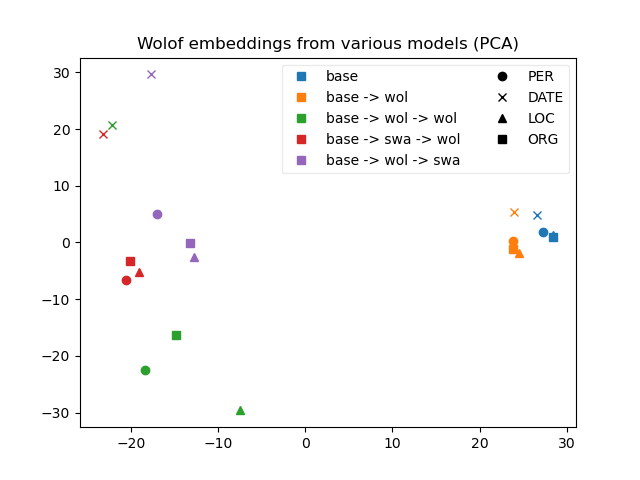 Wolof embeddings from various models (PCA)
30
20
10
0
−10
−20
−30
−20
−10
0
10
20
30
base
base -> wol
base -> wol -> wol
base -> swa -> wol
base -> wol -> swa
PER
DATE
LOC
ORG